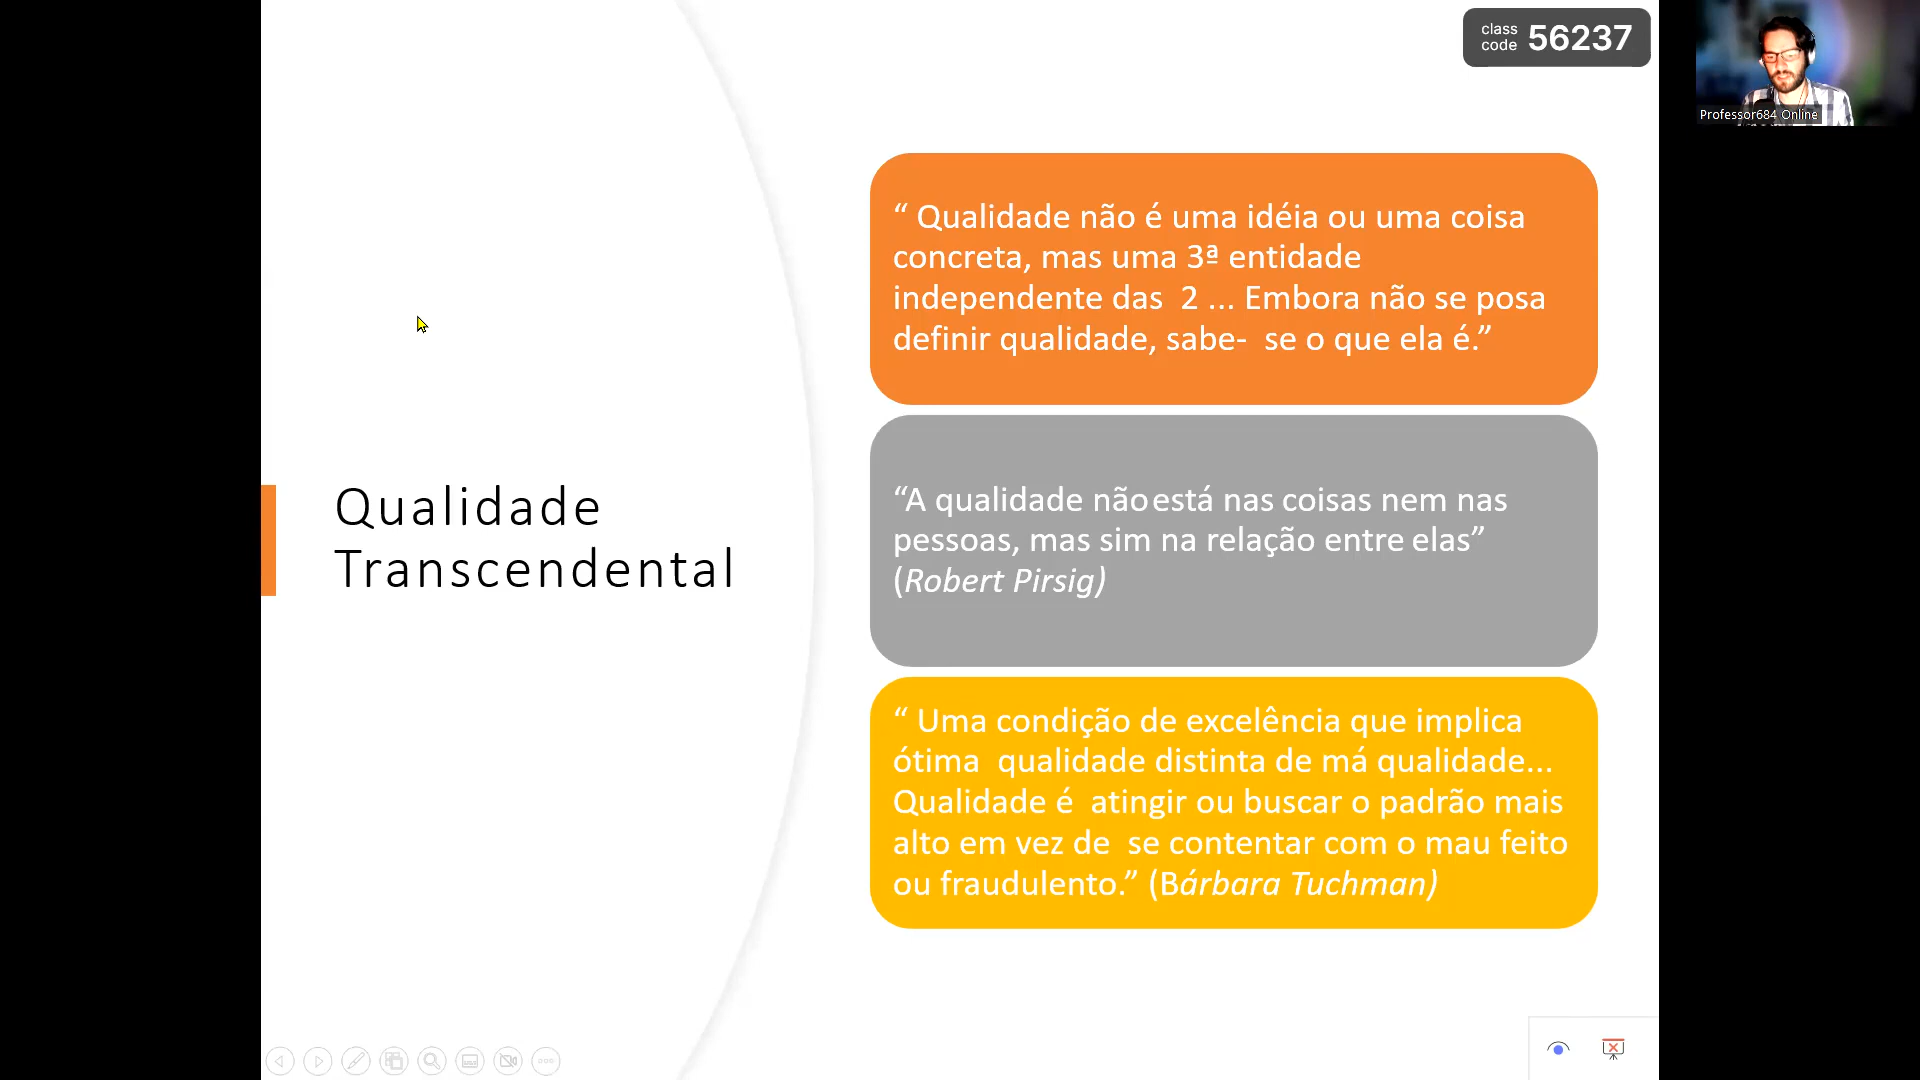 class
code 56237
Professor684 Online
Qualidade
Transcendental
“ Qualidade não é uma idéia ou uma coisa
concreta, mas uma 3ª entidade
independente das  2 ... Embora não se posa
definir qualidade, sabe-  se o que ela é.”
“A qualidade não está nas coisas nem nas
pessoas, mas sim na relação entre elas”
(Robert Pirsig)
“ Uma condição de excelência que implica
ótima  qualidade distinta de má qualidade...
Qualidade é  atingir ou buscar o padrão mais
alto em vez de  se contentar com o mau feito
ou fraudulento.” (Bárbara Tuchman)